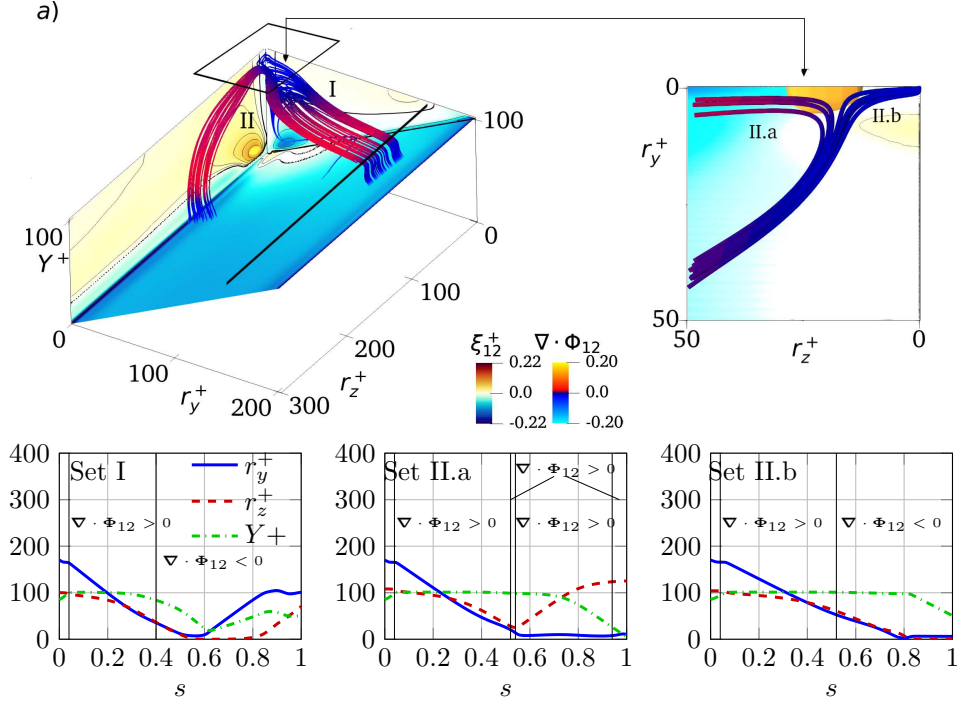 a)
I
II
100
Y+
0
100
r_y^+
200
300
200
r_z^+
100
0
100
0
r_y^+
50
50
r_z^+
0
II.a
II.b
ξ_12^+
∇ · Φ_12
0.22
0.0
-0.22
0.20
0.0
-0.20
Set I
r_y^+
r_z^+
Y+
∇ · Φ_12 > 0
∇ · Φ_12 < 0
400
300
200
100
0
0 0.2 0.4 0.6 0.8 1
s
Set II.a
∇ · Φ_12 > 0
∇ · Φ_12 > 0
∇ · Φ_12 > 0
400
300
200
100
0
0 0.2 0.4 0.6 0.8 1
s
Set II.b
∇ · Φ_12 > 0
∇ · Φ_12 < 0
400
300
200
100
0
0 0.2 0.4 0.6 0.8 1
s